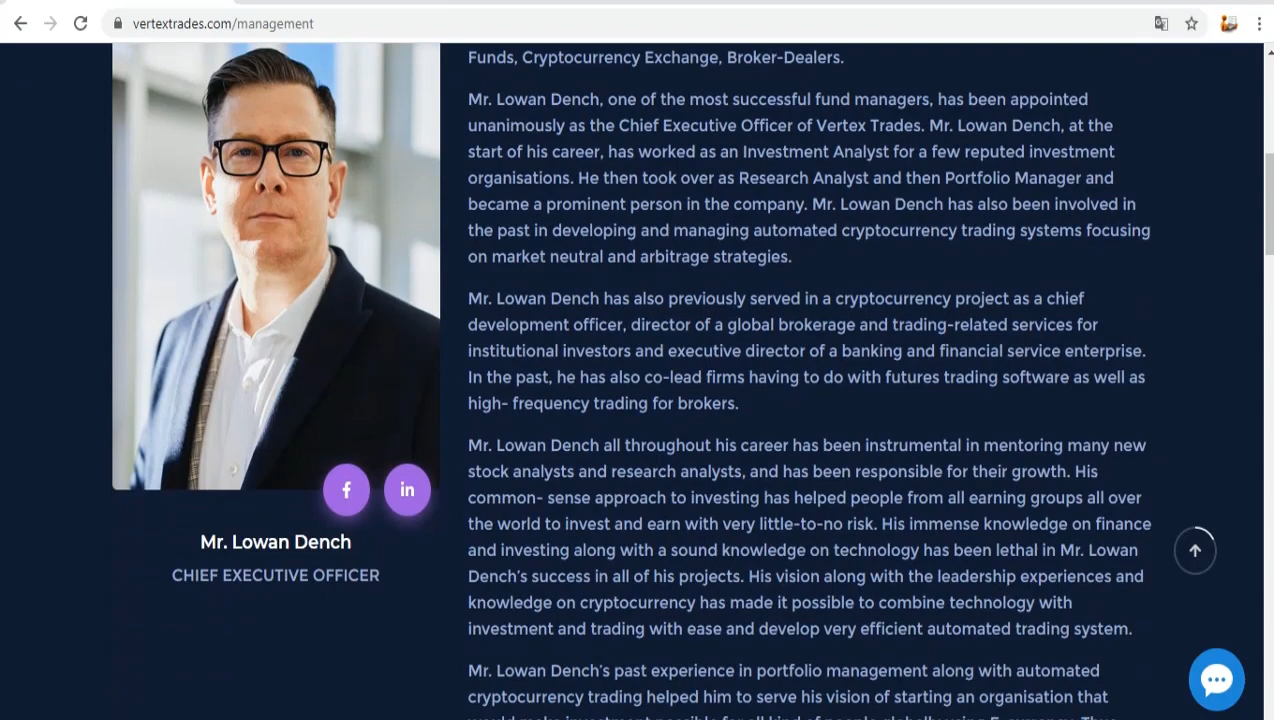 vertextrades.com/management
Funds, Cryptocurrency Exchange, Broker-Dealers.
Mr. Lowan Dench, one of the most successful fund managers, has been appointed
unanimously as the Chief Executive Officer of Vertex Trades. Mr. Lowan Dench, at the
start of his career, has worked as an Investment Analyst for a few reputed investment
organisations. He then took over as Research Analyst and then Portfolio Manager and
became a prominent person in the company. Mr. Lowan Dench has also been involved in
the past in developing and managing automated cryptocurrency trading systems focusing
on market neutral and arbitrage strategies.
Mr. Lowan Dench has also previously served in a cryptocurrency project as a chief
development officer, director of a global brokerage and trading-related services for
institutional investors and executive director of a banking and financial service enterprise.
In the past, he has also co-lead firms having to do with futures trading software as well as
high- frequency trading for brokers.
Mr. Lowan Dench all throughout his career has been instrumental in mentoring many new
stock analysts and research analysts, and has been responsible for their growth. His
common- sense approach to investing has helped people from all earning groups all over
the world to invest and earn with very little-to-no risk. His immense knowledge on finance
and investing along with a sound knowledge on technology has been lethal in Mr. Lowan
Dench's success in all of his projects. His vision along with the leadership experiences and
knowledge on cryptocurrency has made it possible to combine technology with
investment and trading with ease and develop very efficient automated trading system.
Mr. Lowan Dench's past experience in portfolio management along with automated
cryptocurrency trading helped him to serve his vision of starting an organisation that
would make investment possible for all kind of people globally using
f
in
Mr. Lowan Dench
CHIEF EXECUTIVE OFFICER